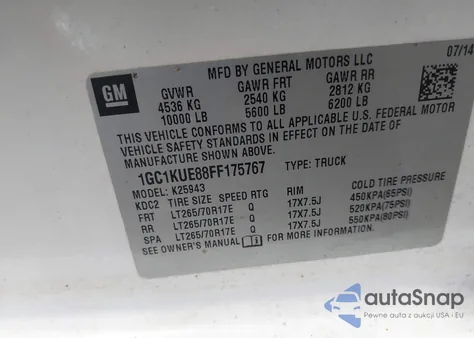 07/14
MFD BY GENERAL MOTORS LLC
GM
GVWR GAWR FRT GAWR RR
4536 KG 2540 KG 2812 KG
10000 LB 5600 LB 6200 LB
THIS VEHICLE CONFORMS TO ALL APPLICABLE U.S. FEDERAL MOTOR
VEHICLE SAFETY STANDARDS IN EFFECT ON THE DATE OF
MANUFACTURE SHOWN ABOVE.
1GC1KUE88FF175767 TYPE: TRUCK
MODEL: K25943
KDC2 TIRE SIZE SPEED RTG RIM COLD TIRE PRESSURE
FRT LT265/70R17E Q 17X7.5J 450KPA(65PSI)
RR LT265/70R17E Q 17X7.5J 520KPA(75PSI)
SPA LT265/70R17E Q 17X7.5J 550KPA(80PSI)
SEE OWNER'S MANUAL FOR MORE INFORMATION.
autoSnap
Pewne auta z USA i EU